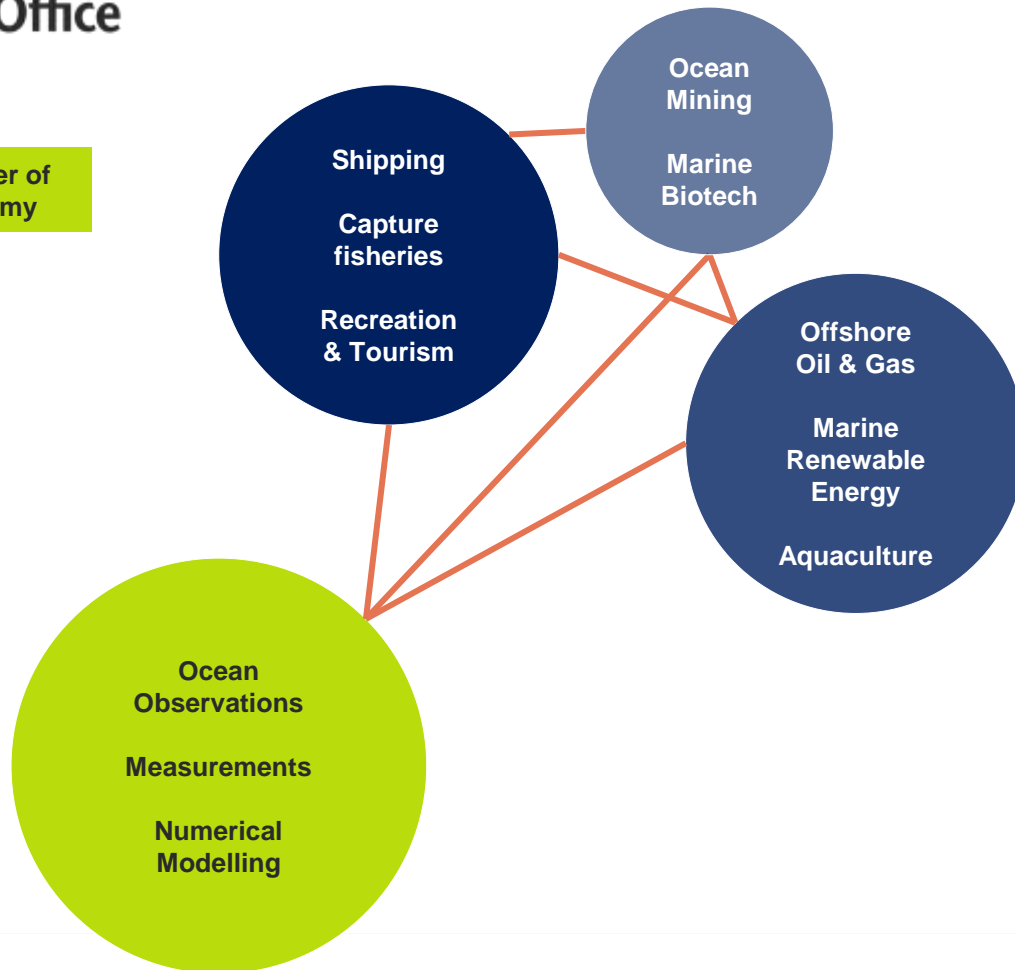 Office
er of
my
Ocean
Mining
Marine
Biotech
Shipping
Capture
fisheries
Recreation
& Tourism
Offshore
Oil & Gas
Marine
Renewable
Energy
Aquaculture
Ocean
Observations
Measurements
Numerical
Modelling